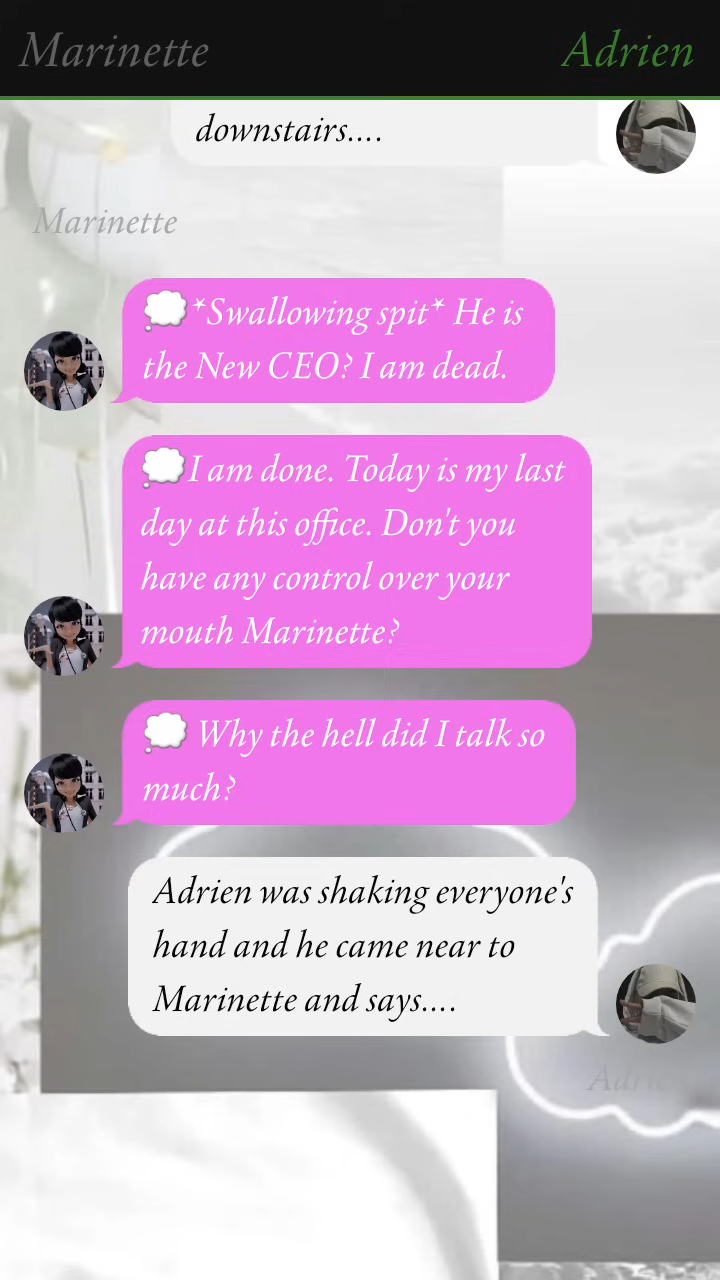 Marinette Adrien
downstairs....
Marinette
💭*Swallowing spit* He is
the New CEO? I am dead.
💭I am done. Today is my last
day at this office. Don't you
have any control over your
mouth Marinette?
💭 Why the hell did I talk so
much?
Adrien was shaking everyone's
hand and he came near to
Marinette and says....
Adrien